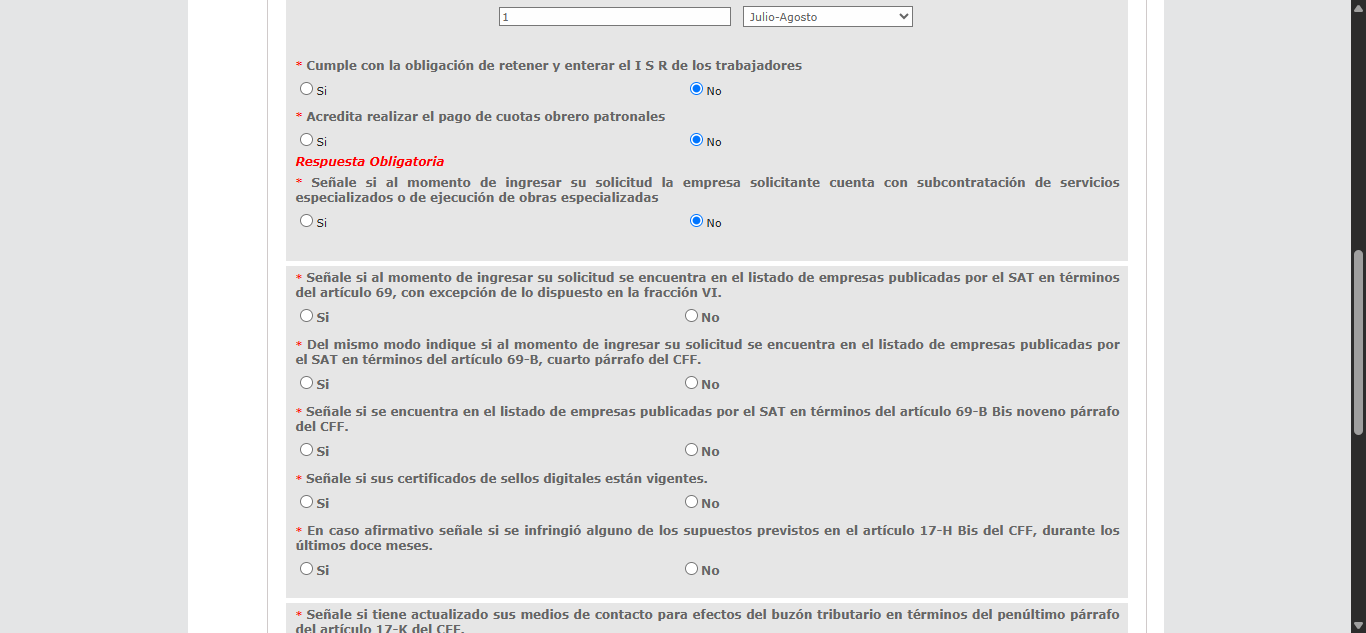 1 Julio-Agosto
* Cumple con la obligación de retener y enterar el I S R de los trabajadores
Si No
* Acredita realizar el pago de cuotas obrero patronales
Si No
Respuesta Obligatoria
* Señale si al momento de ingresar su solicitud la empresa solicitante cuenta con subcontratación de servicios
especializados o de ejecución de obras especializadas
Si No
* Señale si al momento de ingresar su solicitud se encuentra en el listado de empresas publicadas por el SAT en términos
del artículo 69, con excepción de lo dispuesto en la fracción VI.
Si No
* Del mismo modo indique si al momento de ingresar su solicitud se encuentra en el listado de empresas publicadas por
el SAT en términos del artículo 69-B, cuarto párrafo del CFF.
Si No
* Señale si se encuentra en el listado de empresas publicadas por el SAT en términos del artículo 69-B Bis noveno párrafo
del CFF.
Si No
* Señale si sus certificados de sellos digitales están vigentes.
Si No
* En caso afirmativo señale si se infringió alguno de los supuestos previstos en el artículo 17-H Bis del CFF, durante los
últimos doce meses.
Si No
* Señale si tiene actualizado sus medios de contacto para efectos del buzón tributario en términos del penúltimo párrafo
del artículo 17-K del CFF.